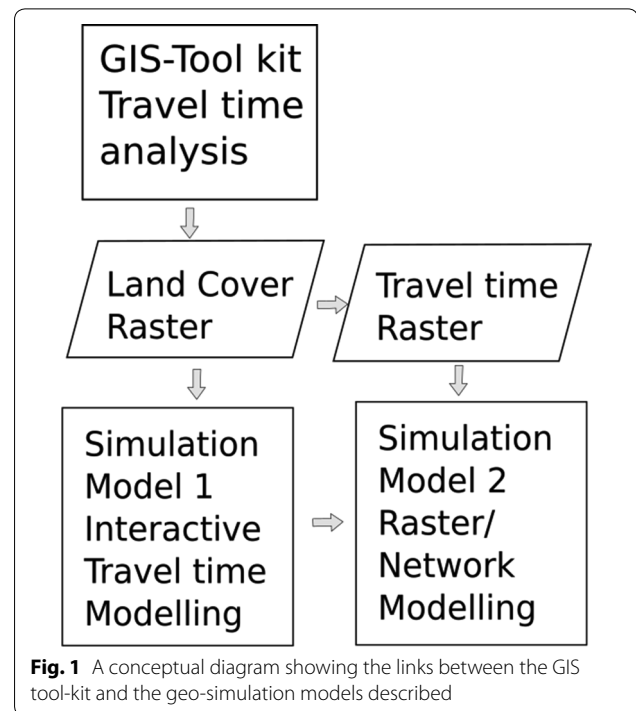 GIS-Tool kit
Travel time
analysis
Land Cover
Raster
Travel time
Raster
Simulation
Model 1
Interactive
Travel time
Modelling
Simulation
Model 2
Raster/
Network
Modelling
Fig. 1 A conceptual diagram showing the links between the GIS
tool-kit and the geo-simulation models described